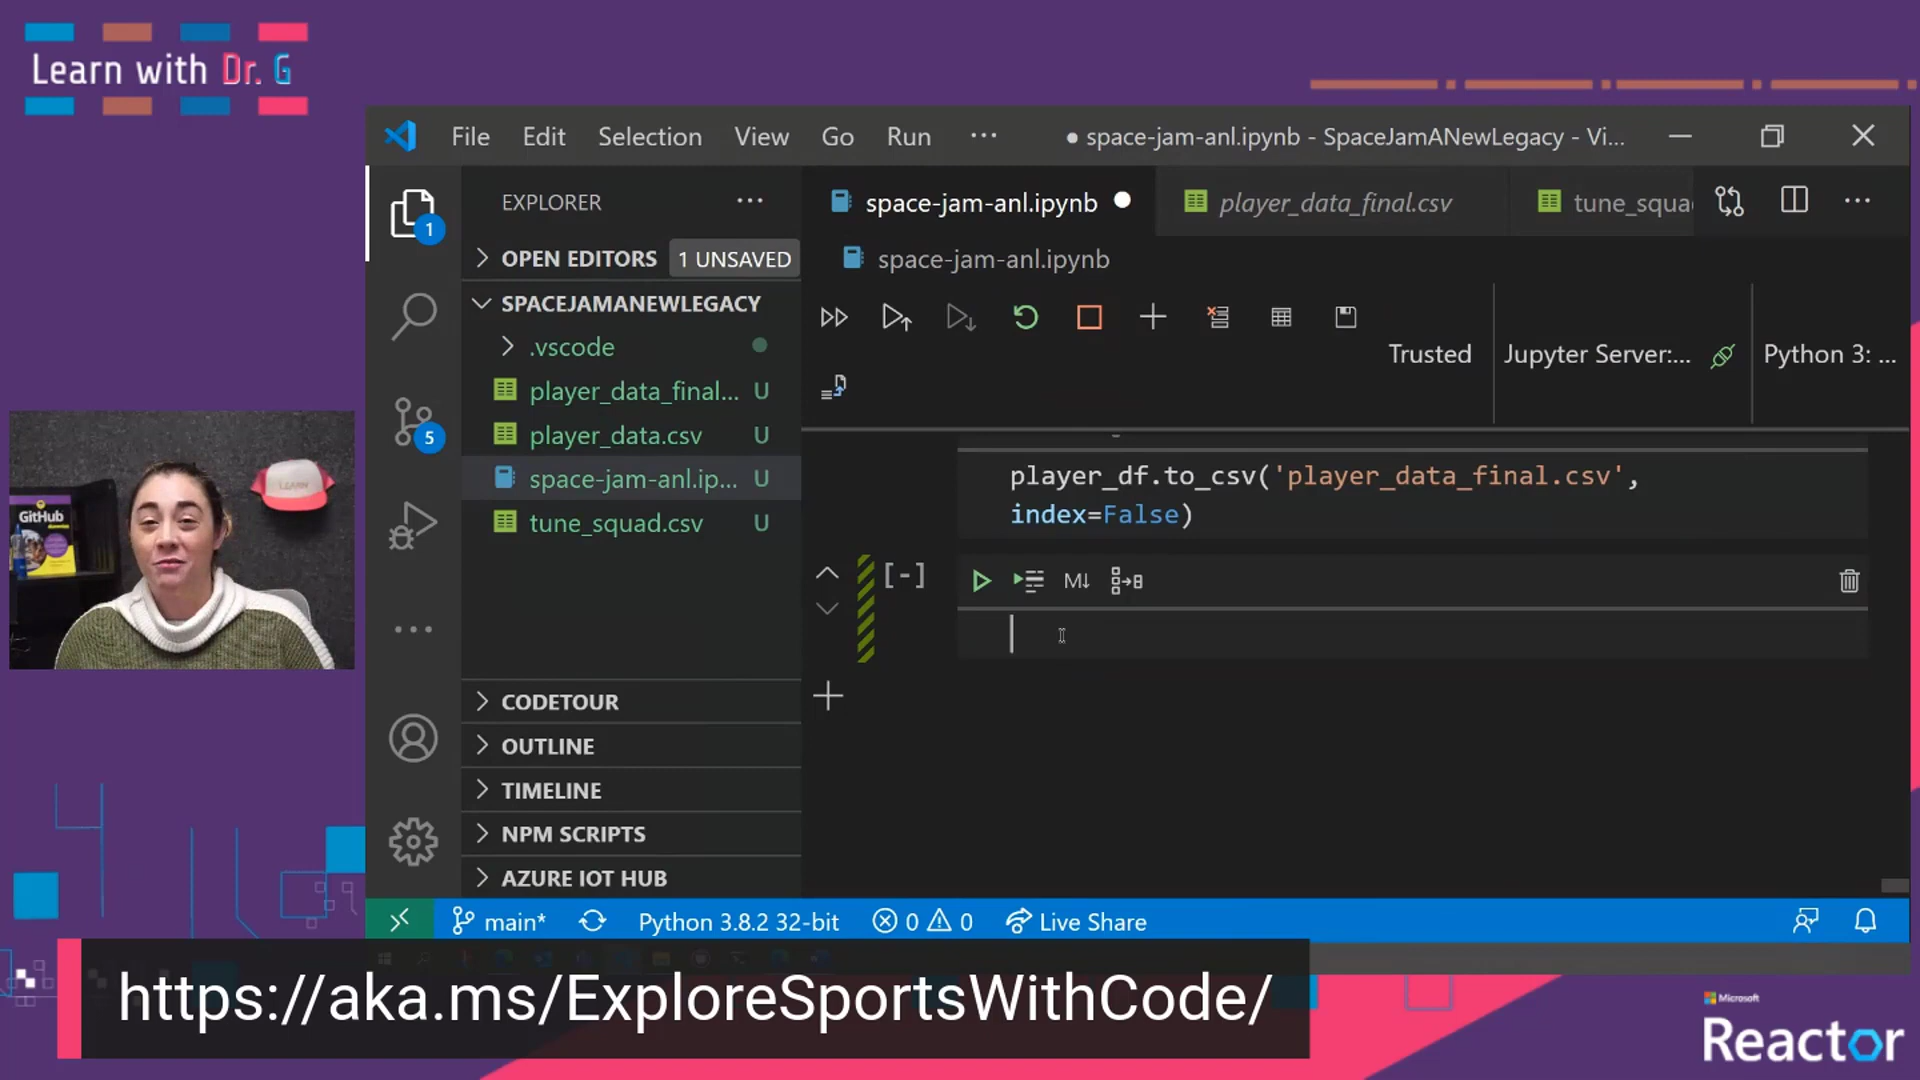 Learn with Dr. G
File Edit Selection View Go Run ··· ● space-jam-anl.ipynb - SpaceJamANewLegacy - Vi...
EXPLORER ···
space-jam-anl.ipynb
player_data_final.csv
tune_squa
···
OPEN EDITORS 1 UNSAVED
space-jam-anl.ipynb
SPACEJAMANEWLEGACY
.vscode
player_data_final... U
player_data.csv U
space-jam-anl.ip... U
tune_squad.csv U
1
5
Trusted
Jupyter Server:...
Python 3: ...
player_df.to_csv('player_data_final.csv',
index=False)
[-]
M↓
GitHub
LEARN
CODETOUR
OUTLINE
TIMELINE
NPM SCRIPTS
AZURE IOT HUB
main* Python 3.8.2 32-bit 0 0 Live Share
https://aka.ms/ExploreSportsWithCode/
Microsoft
Reactor